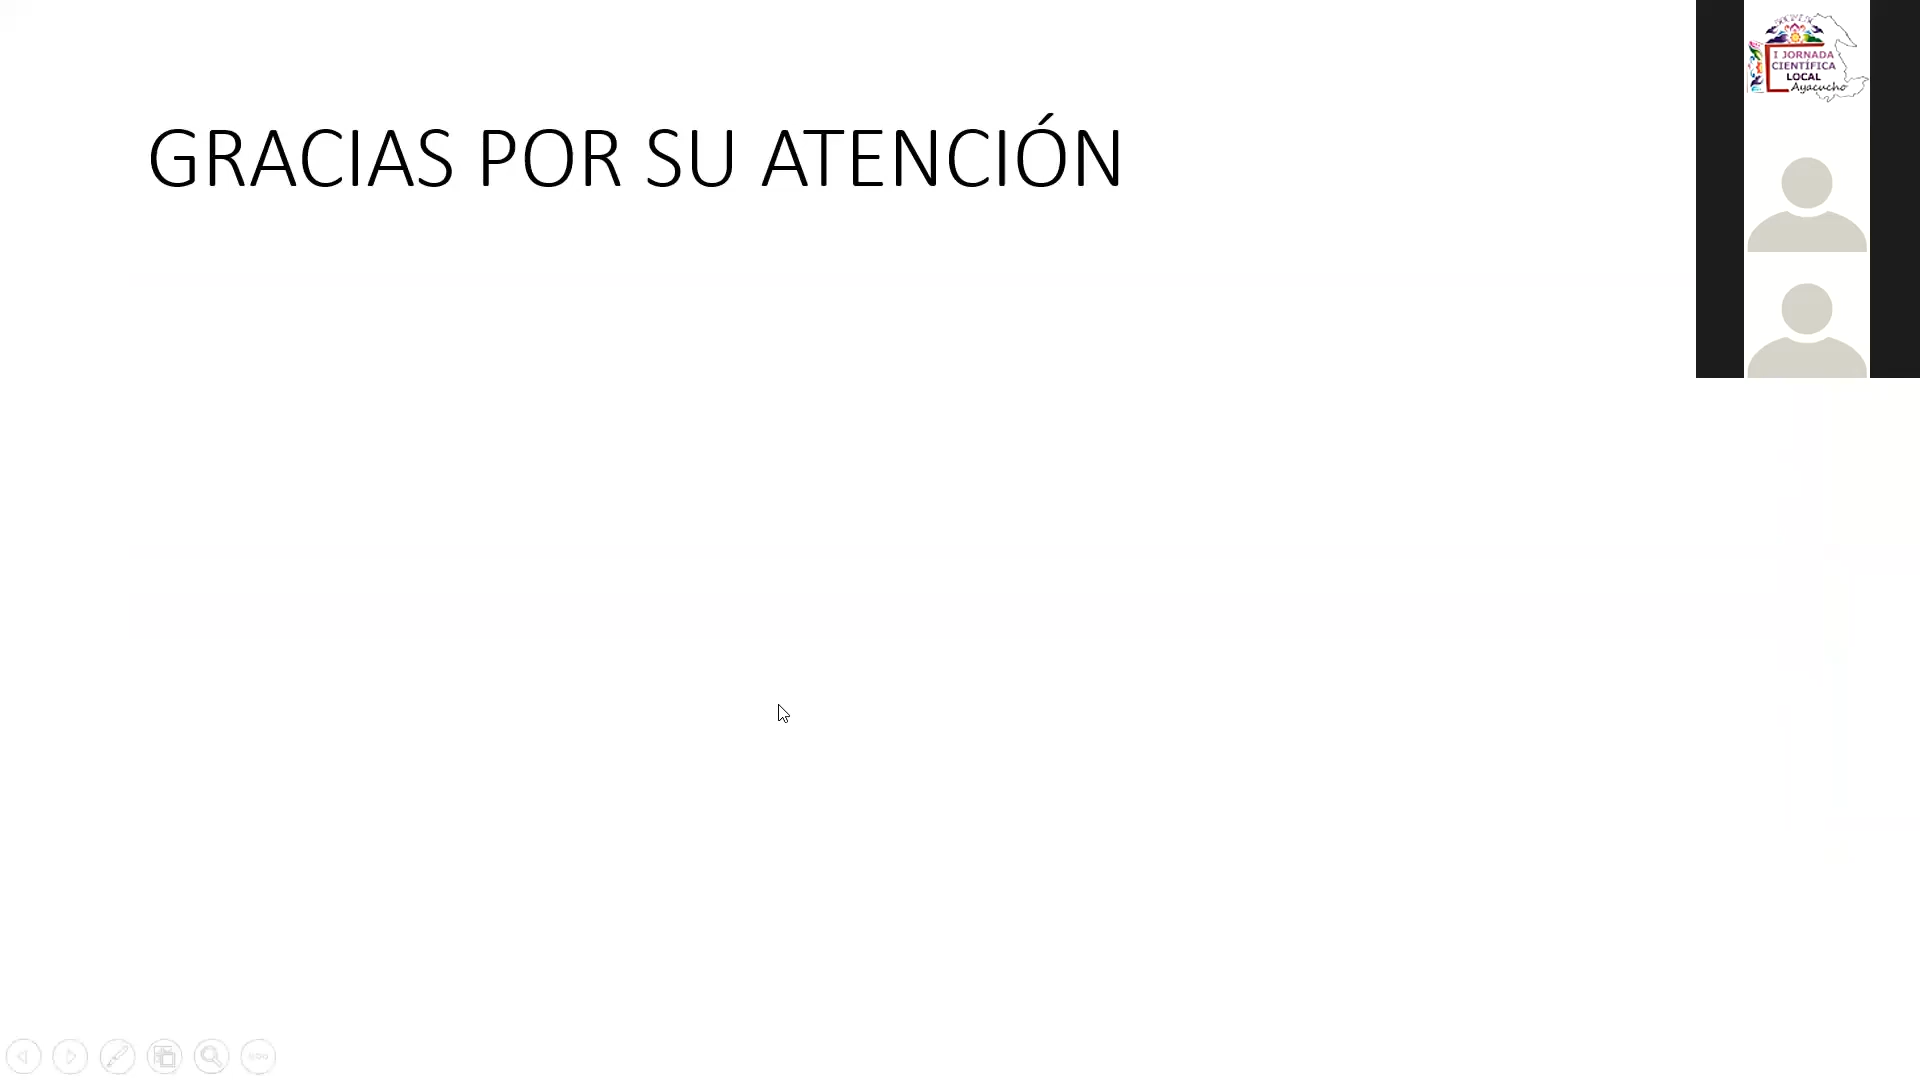 GRACIAS POR SU ATENCIÓN
I JORNADA
CIENTÍFICA
LOCAL
Ayacucho